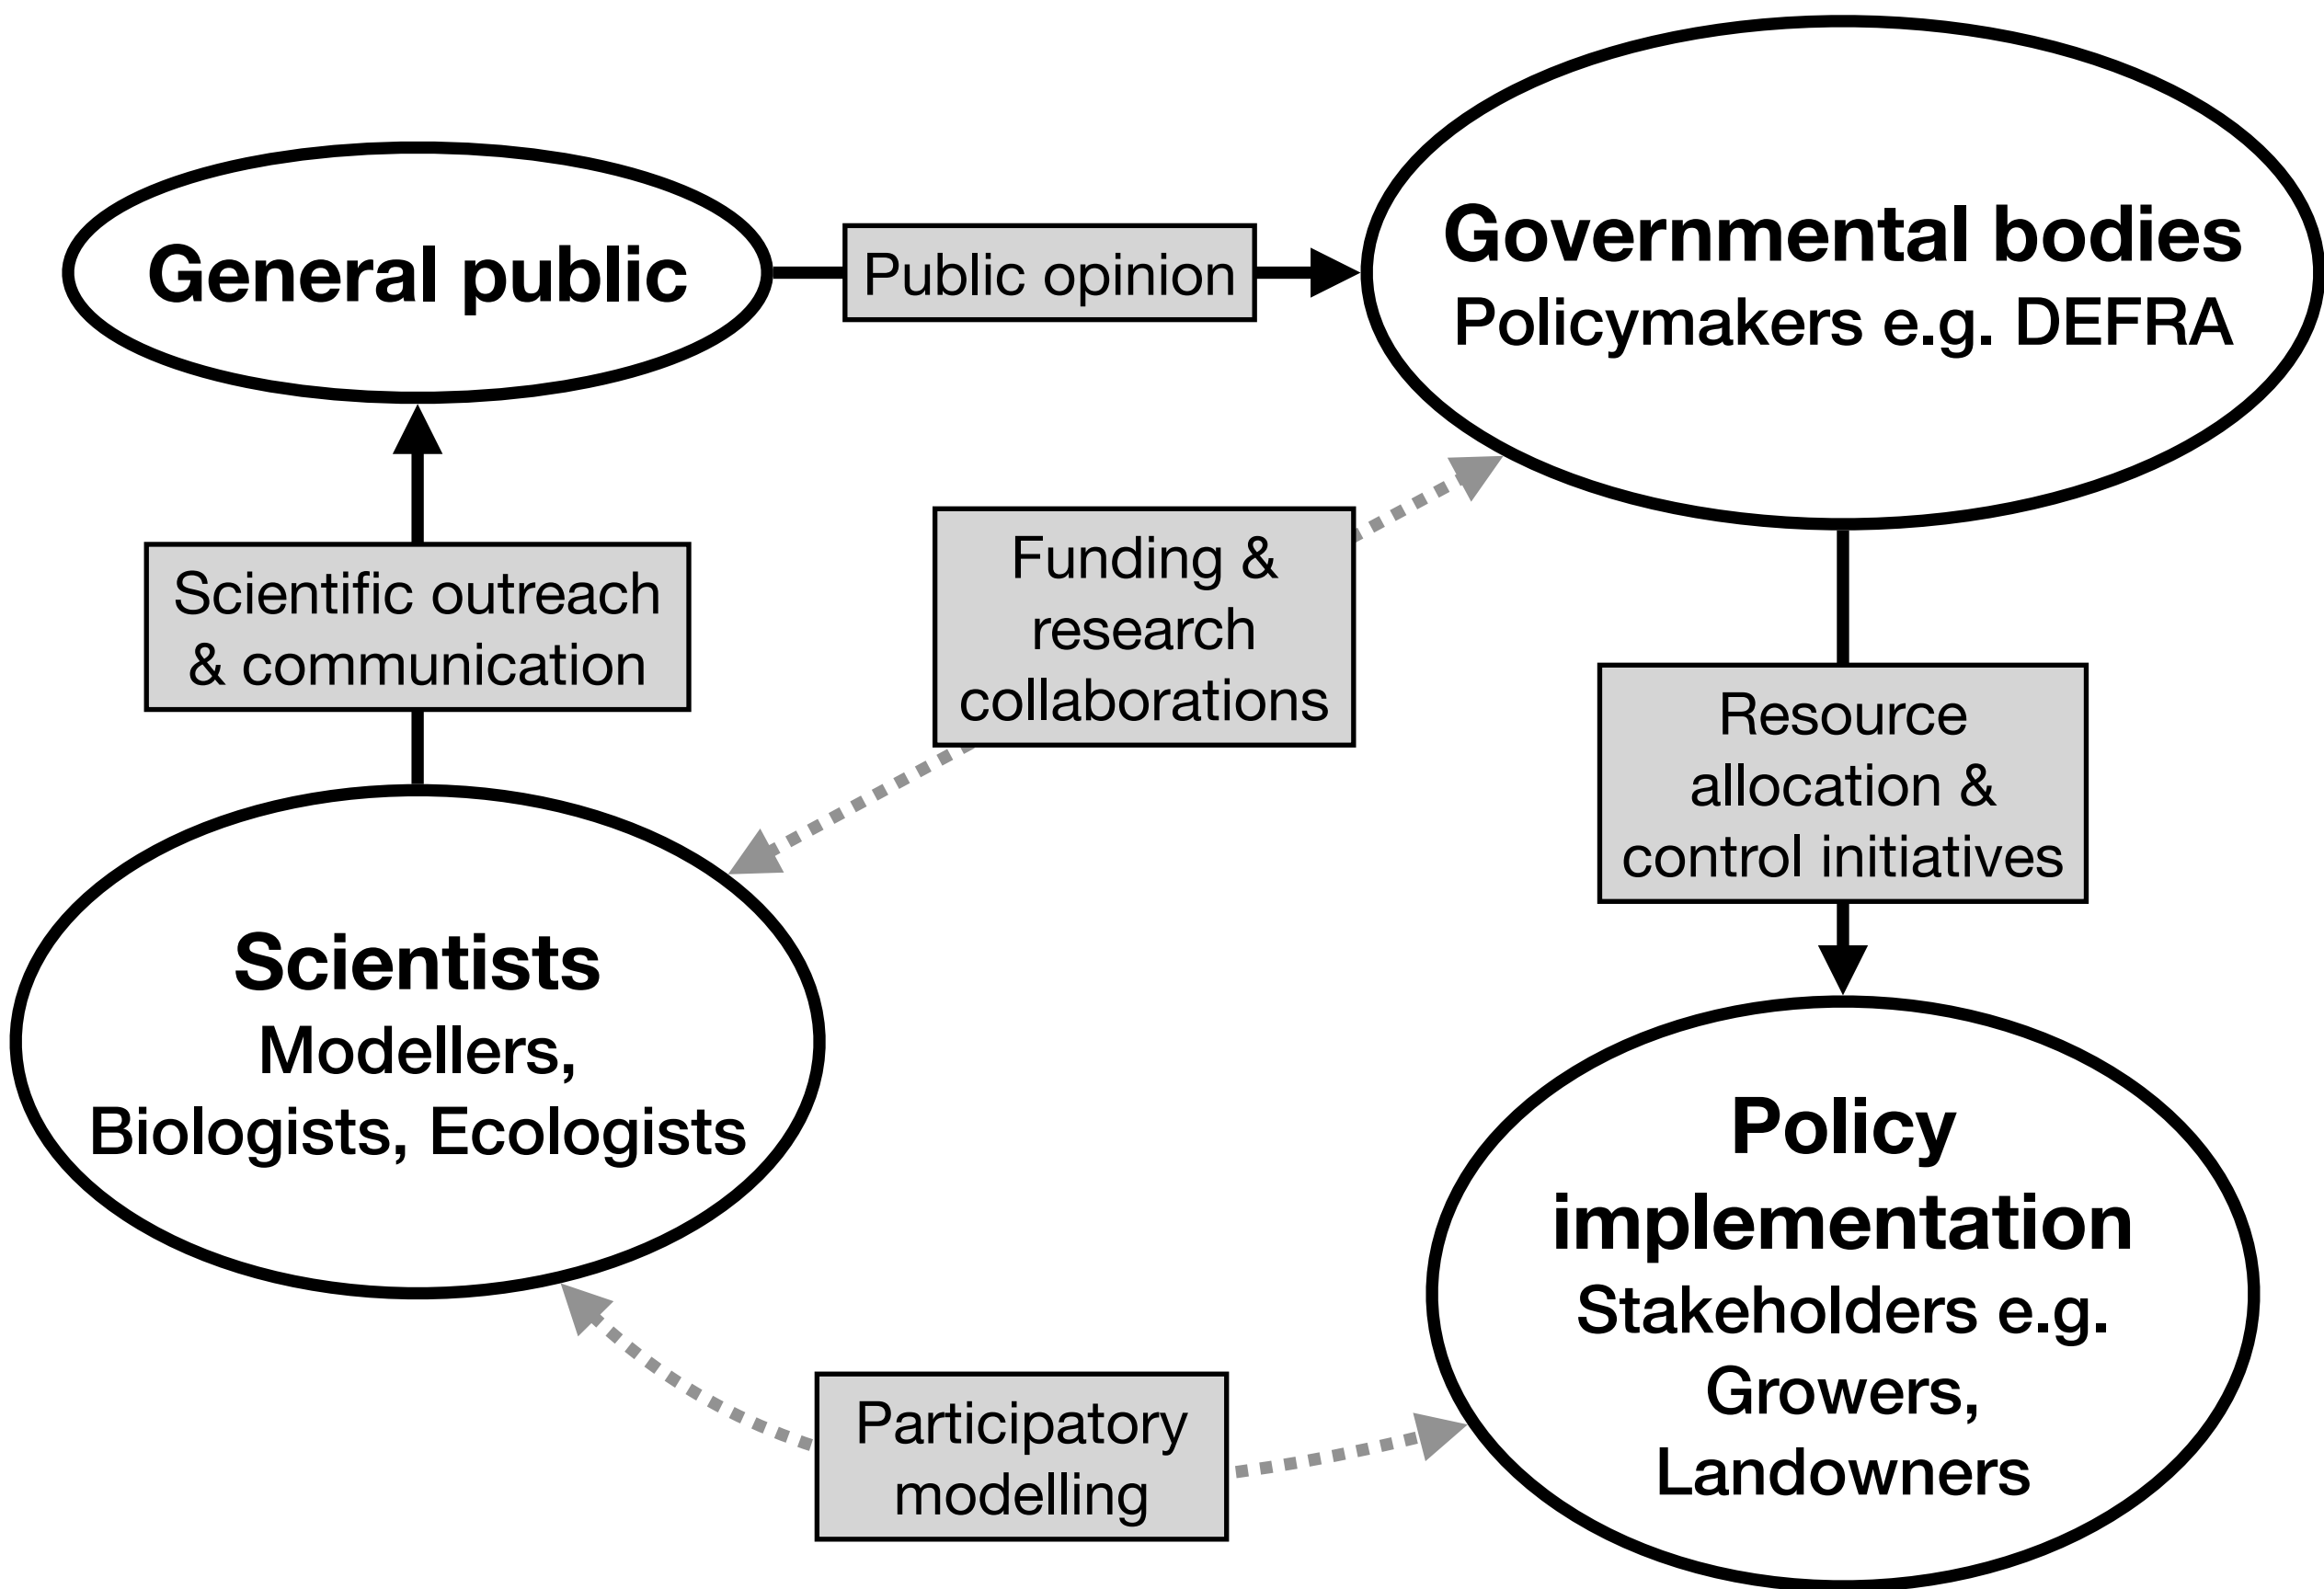 General public
Public opinion
Governmental bodies
Policymakers e.g. DEFRA
Scientific outreach
& communication
Funding &
research
collaborations
Resource
allocation &
control initiatives
Scientists
Modellers,
Biologists, Ecologists
Policy
implementation
Stakeholders e.g.
Growers,
Landowners
Participatory
modelling